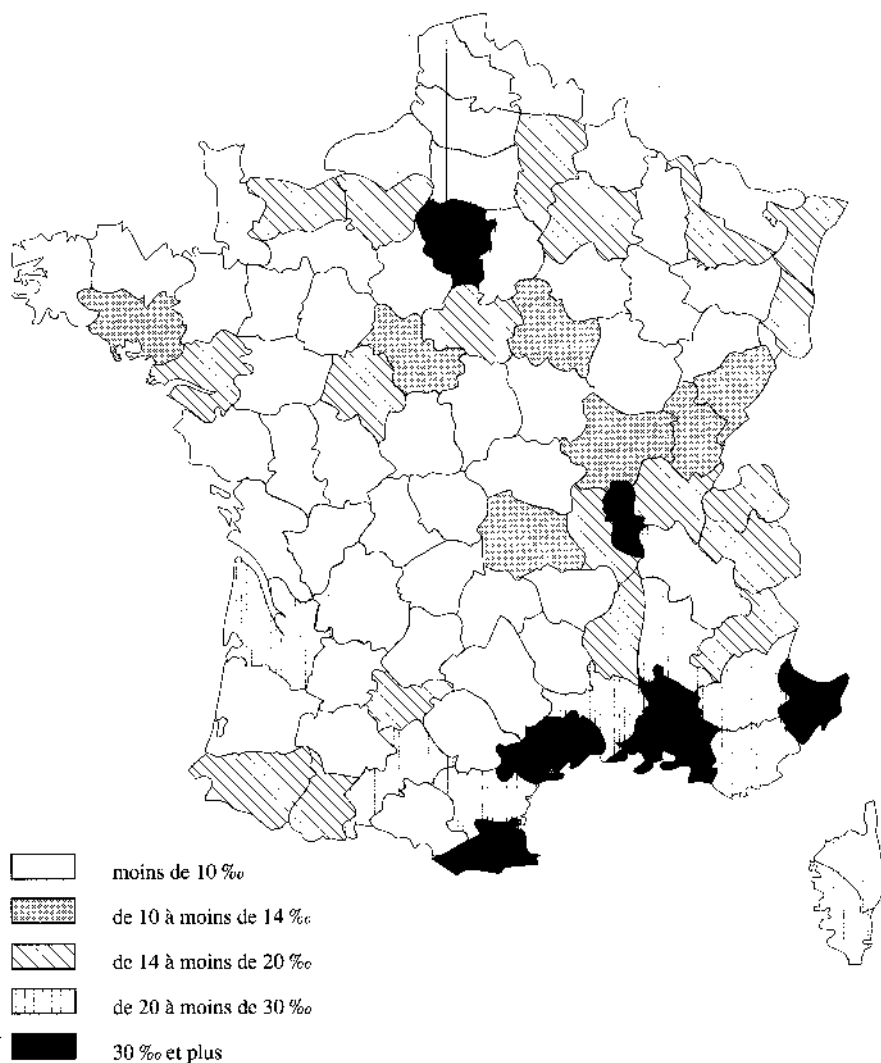 moins de 10 ‰
de 10 à moins de 14 ‰
de 14 à moins de 20 ‰
de 20 à moins de 30 ‰
30 ‰ et plus